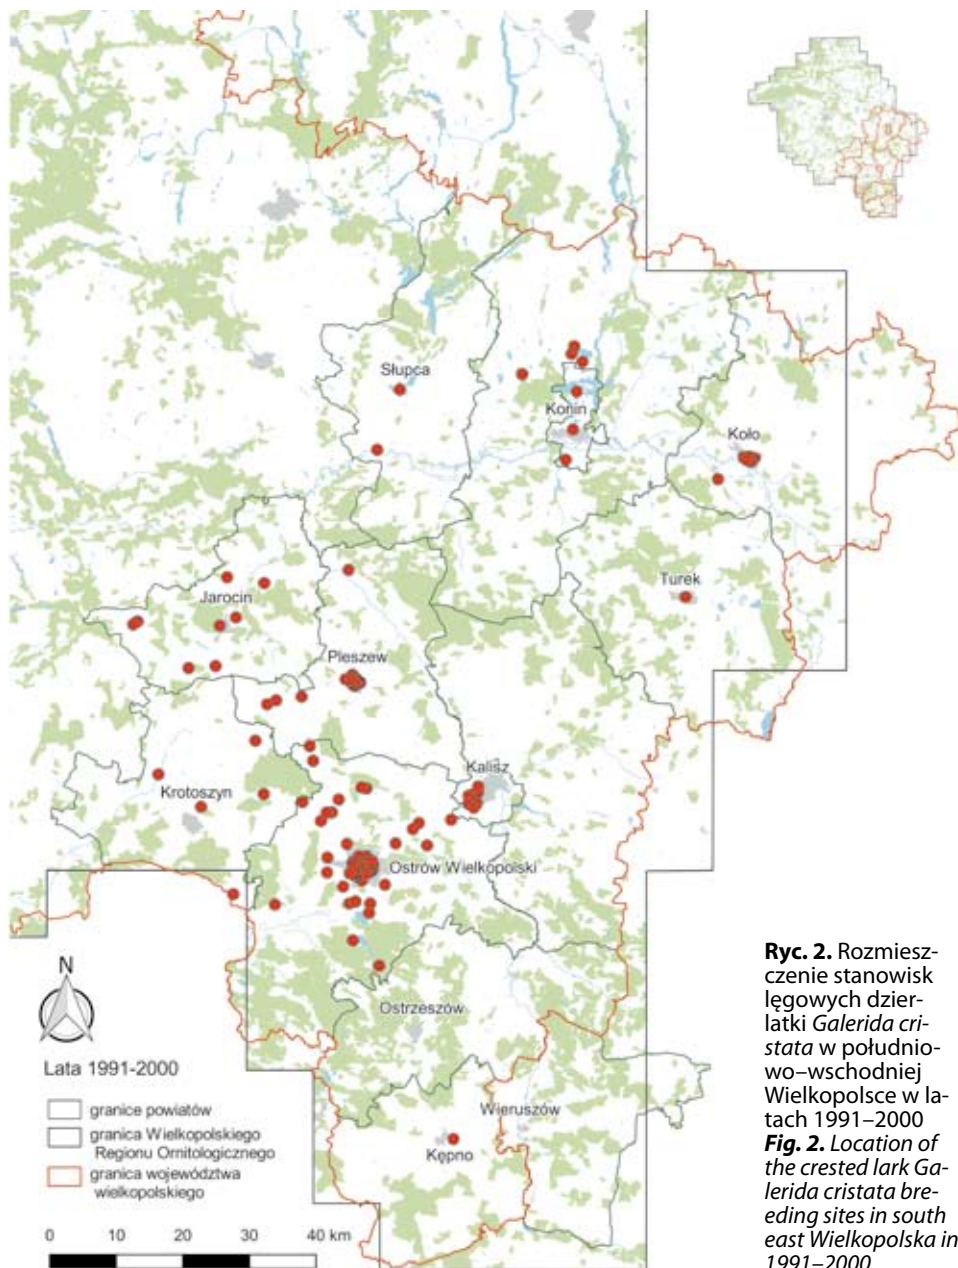 Słupca
Konin
Koło
Turek
Jarocin
Pleszew
Kalisz
Krotoszyn
Ostrów Wielkopolski
Ostrzeszów
Wieruszów
Kępno
N
Lata 1991-2000
granice powiatów
granica Wielkopolskiego
Regionu Ornitologicznego
granica województwa
wielkopolskiego
0 10 20 30 40 km
Ryc. 2. Rozmiesz-
czenie stanowisk
lęgowych dzier-
latki Galerida cri-
stata w południo-
wo–wschodniej
Wielkopolsce w la-
tach 1991–2000
Fig. 2. Location of
the crested lark Ga-
lerida cristata bre-
eding sites in south
east Wielkopolska in
1991–2000